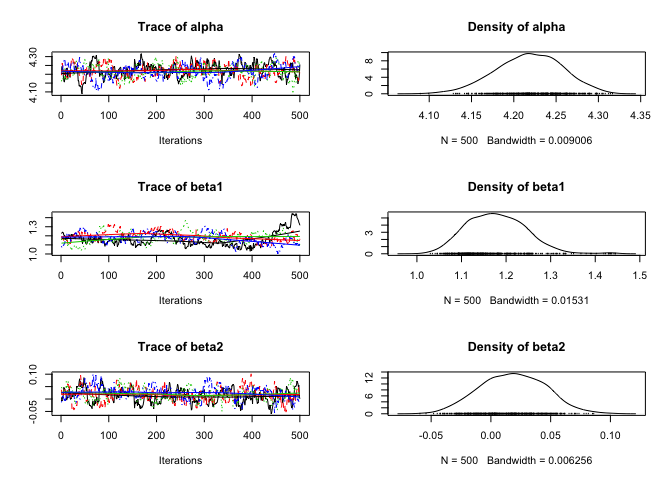 Trace of alpha
4.10 4.30
0 100 200 300 400 500
Iterations
Density of alpha
0 4 8
4.10 4.15 4.20 4.25 4.30 4.35
N = 500 Bandwidth = 0.009006
Trace of beta1
1.0 1.3
0 100 200 300 400 500
Iterations
Density of beta1
0 3
1.0 1.1 1.2 1.3 1.4 1.5
N = 500 Bandwidth = 0.01531
Trace of beta2
-0.05 0.10
0 100 200 300 400 500
Iterations
Density of beta2
0 4 8 12
-0.05 0.00 0.05 0.10
N = 500 Bandwidth = 0.006256